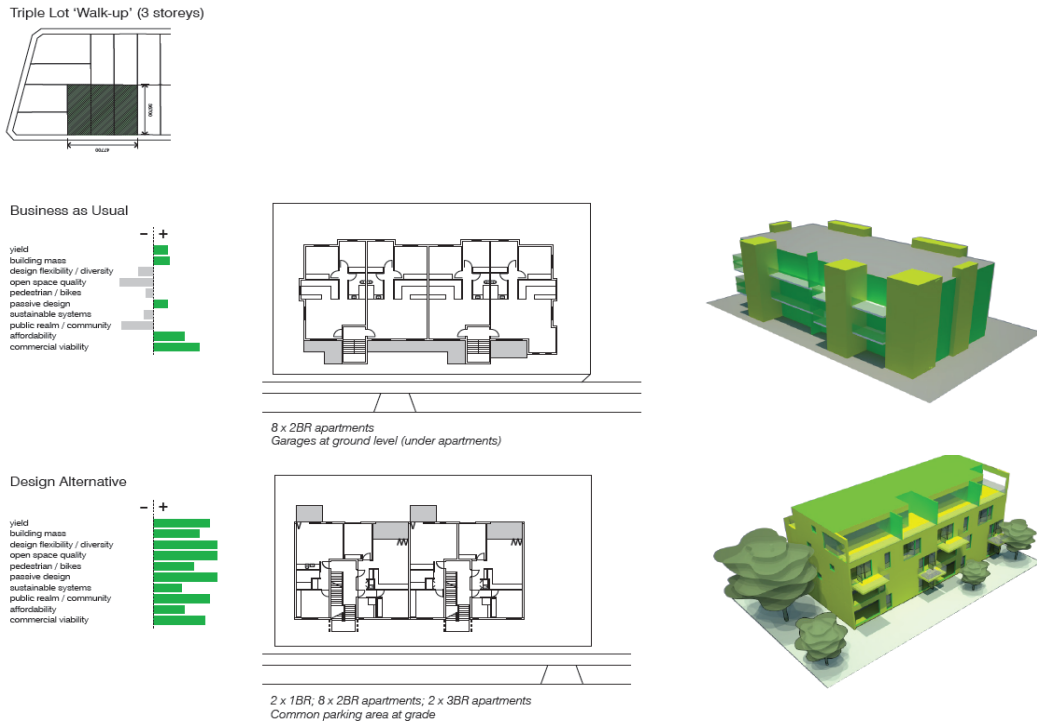 Triple Lot ‘Walk-up’ (3 storeys)
47700
Business as Usual
– +
yield
building mass
design flexibility / diversity
open space quality
pedestrian / bikes
passive design
sustainable systems
public realm / community
affordability
commercial viability
8 x 2BR apartments
Garages at ground level (under apartments)
Design Alternative
– +
yield
building mass
design flexibility / diversity
open space quality
pedestrian / bikes
passive design
sustainable systems
public realm / community
affordability
commercial viability
2 x 1BR; 8 x 2BR apartments; 2 x 3BR apartments
Common parking area at grade